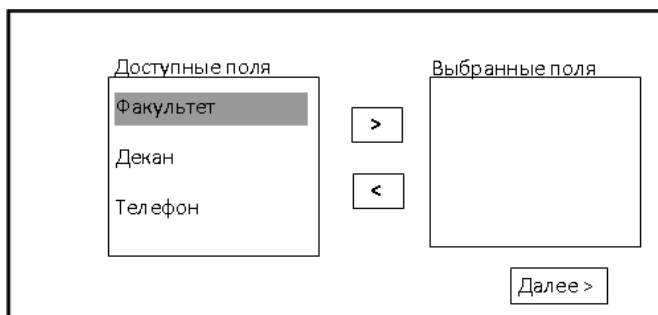 Доступные поля
Выбранные поля
Факультет
>
Декан
<
Телефон
Далее >